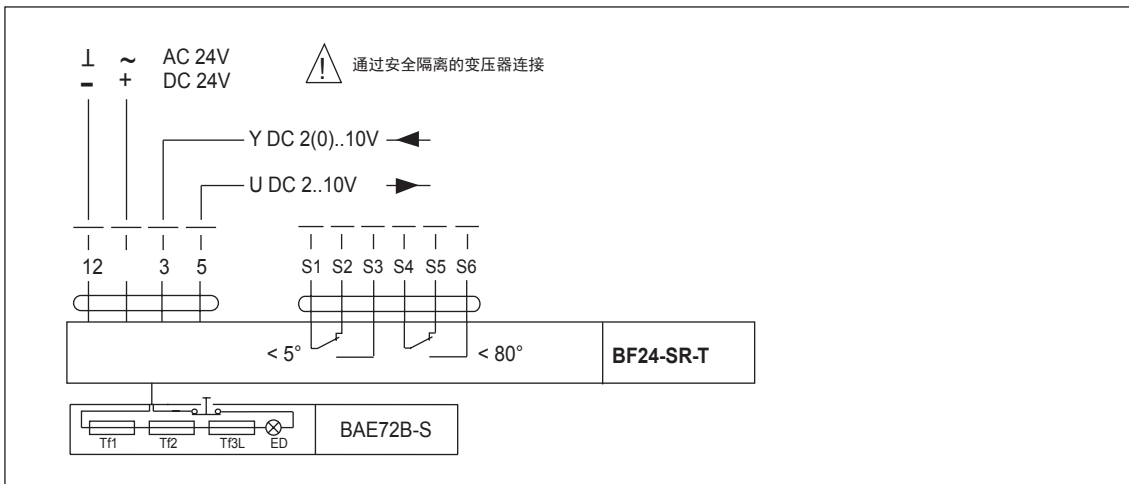 ⊥ ~ AC 24V
- + DC 24V
! 通过安全隔离的变压器连接
Y DC 2(0)..10V
U DC 2..10V
12 3 5 S1 S2 S3 S4 S5 S6
< 5° < 80° BF24-SR-T
BAE72B-S
Tf1 Tf2 Tf3L ED